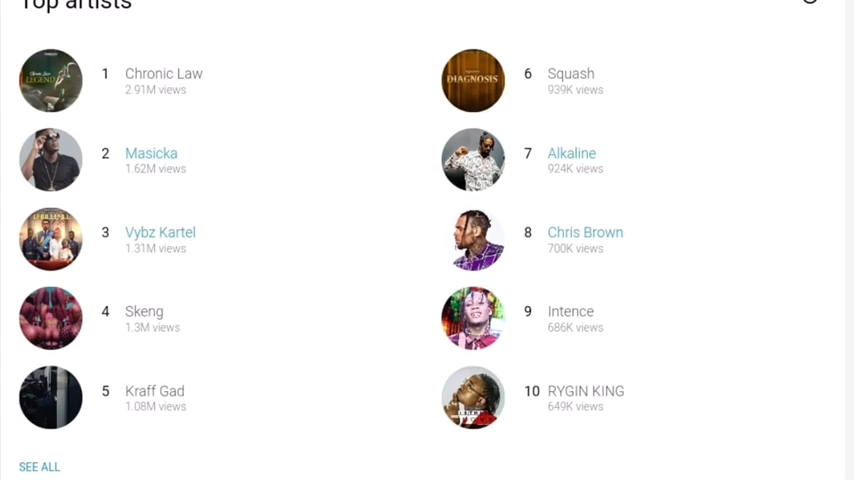 Top artists
1 Chronic Law
2.91M views
2 Masicka
1.62M views
3 Vybz Kartel
1.31M views
4 Skeng
1.3M views
5 Kraff Gad
1.08M views
6 Squash
939K views
7 Alkaline
924K views
8 Chris Brown
700K views
9 Intence
686K views
10 RYGIN KING
649K views
SEE ALL
LEGEND
DIAGNOSIS